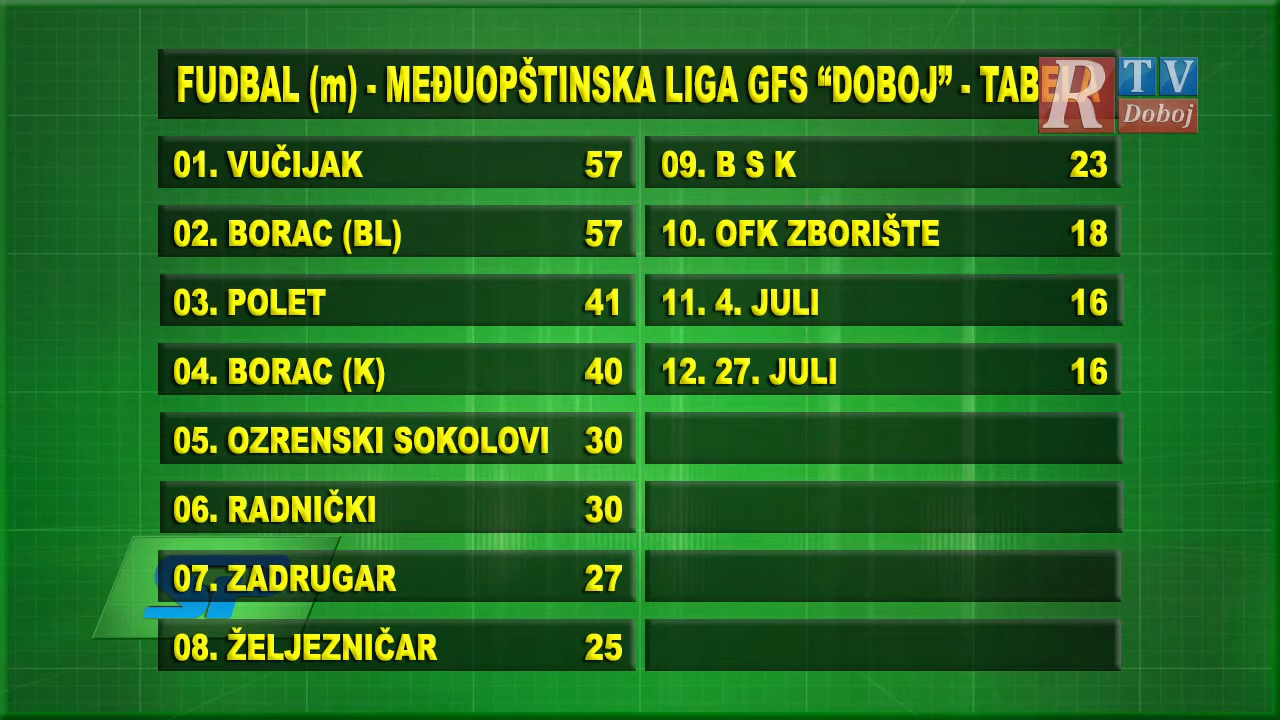 FUDBAL (m) - MEĐUOPŠTINSKA LIGA GFS “DOBOJ” - TABELA
RTV
Doboj
01. VUČIJAK 57
02. BORAC (BL) 57
03. POLET 41
04. BORAC (K) 40
05. OZRENSKI SOKOLOVI 30
06. RADNIČKI 30
07. ZADRUGAR 27
08. ŽELJEZNIČAR 25
09. B S K 23
10. OFK ZBORIŠTE 18
11. 4. JULI 16
12. 27. JULI 16